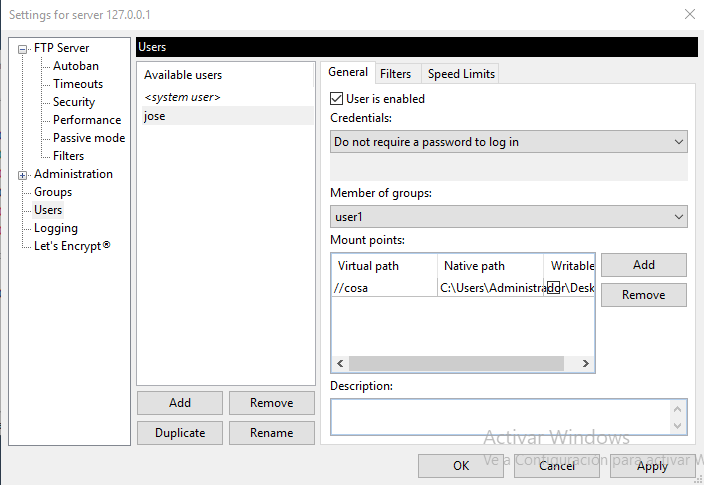 Settings for server 127.0.0.1
FTP Server
Autoban
Timeouts
Security
Performance
Passive mode
Filters
Administration
Groups
Users
Logging
Let's Encrypt®
Users
Available users
<system user>
jose
Add
Remove
Duplicate
Rename
General
Filters
Speed Limits
User is enabled
Credentials:
Do not require a password to log in
Member of groups:
user1
Mount points:
Virtual path
Native path
Writable
//cosa
C:\Users\Administrador\Desk
Add
Remove
Description:
Activar Windows
Ve a Configuración para activar W
OK
Cancel
Apply